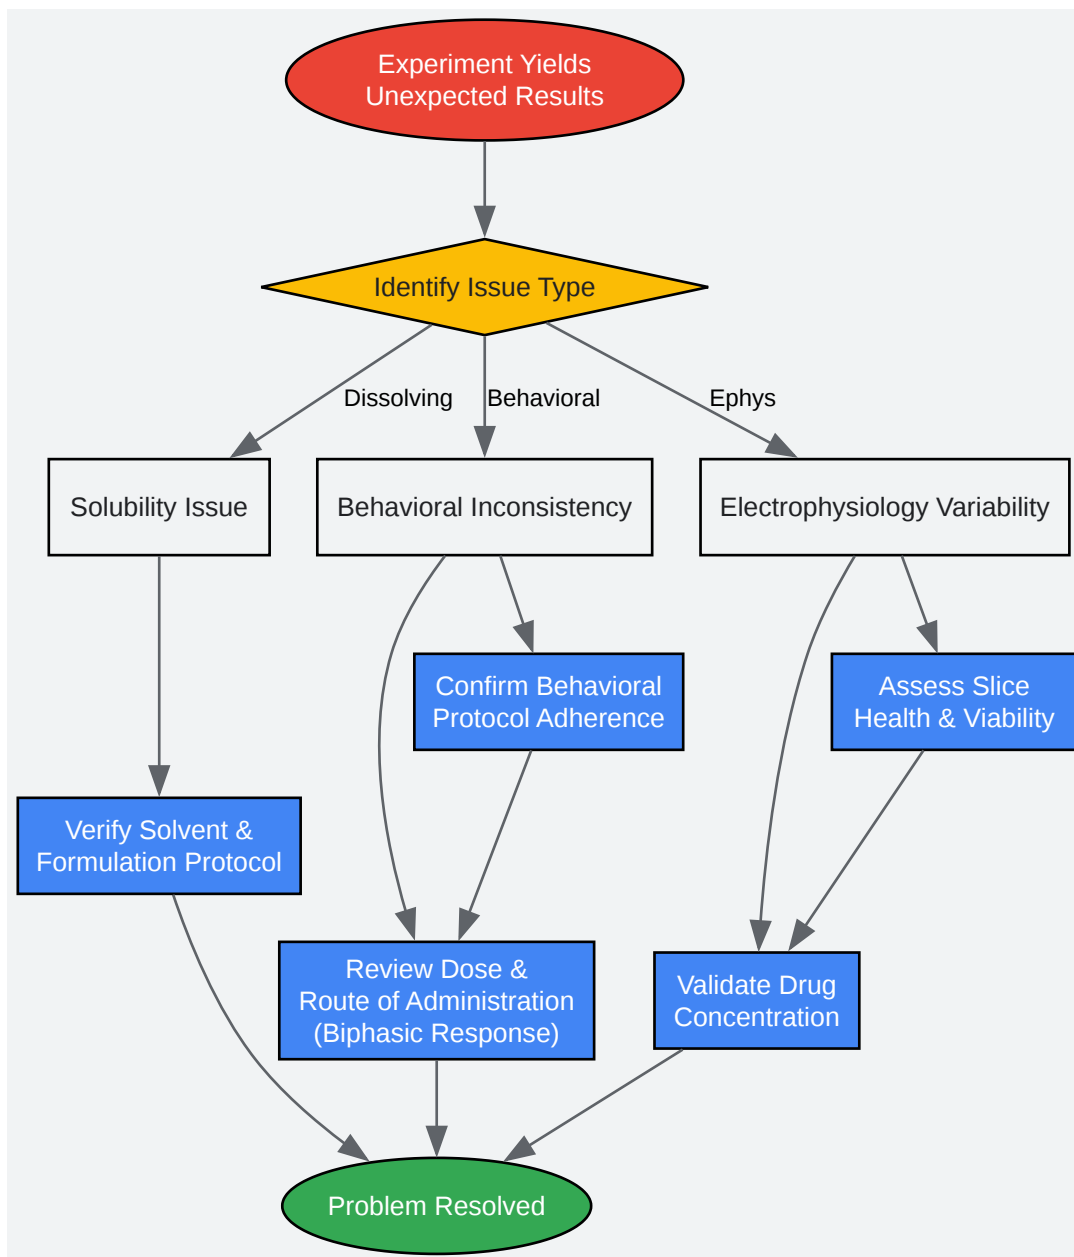 Experiment Yields
Unexpected Results
Identify Issue Type
Dissolving
Behavioral
Ephys
Solubility Issue
Behavioral Inconsistency
Electrophysiology Variability
Confirm Behavioral
Protocol Adherence
Assess Slice
Health & Viability
Verify Solvent &
Formulation Protocol
Review Dose &
Route of Administration
(Biphasic Response)
Validate Drug
Concentration
Problem Resolved